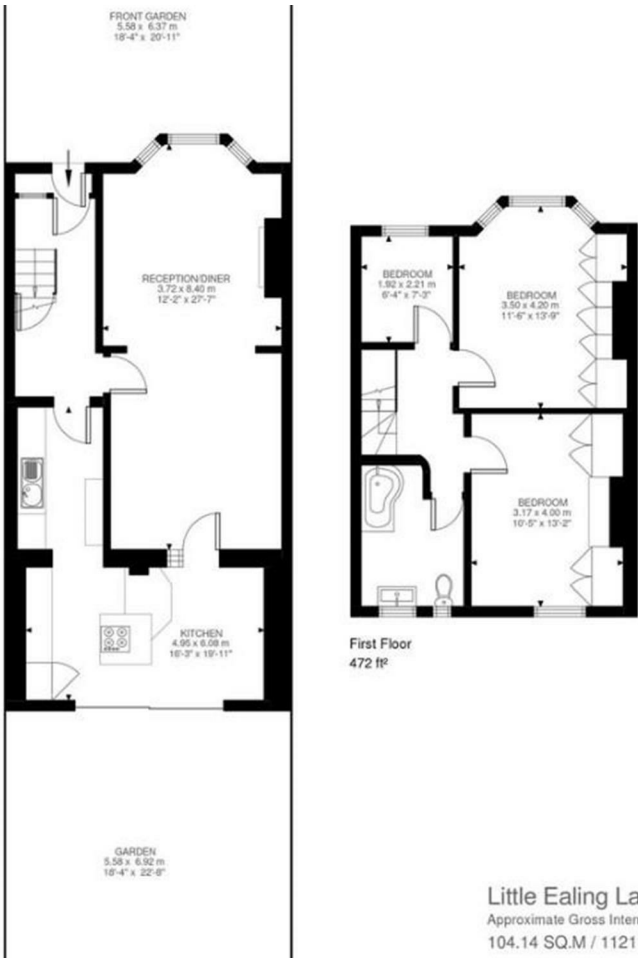 FRONT GARDEN
5.58 x 6.37 m
18'-4" x 20'-11"
RECEPTION/DINER
3.72 x 8.40 m
12'-2" x 27'-7"
KITCHEN
4.95 x 6.08 m
16'-3" x 19'-11"
GARDEN
5.58 x 6.92 m
18'-4" x 22'-8"
BEDROOM
1.92 x 2.21 m
6'-4" x 7'-3"
BEDROOM
3.50 x 4.20 m
11'-6" x 13'-9"
BEDROOM
3.17 x 4.00 m
10'-5" x 13'-2"
First Floor
472 ft²
Little Ealing La
Approximate Gross Inter
104.14 SQ.M / 1121